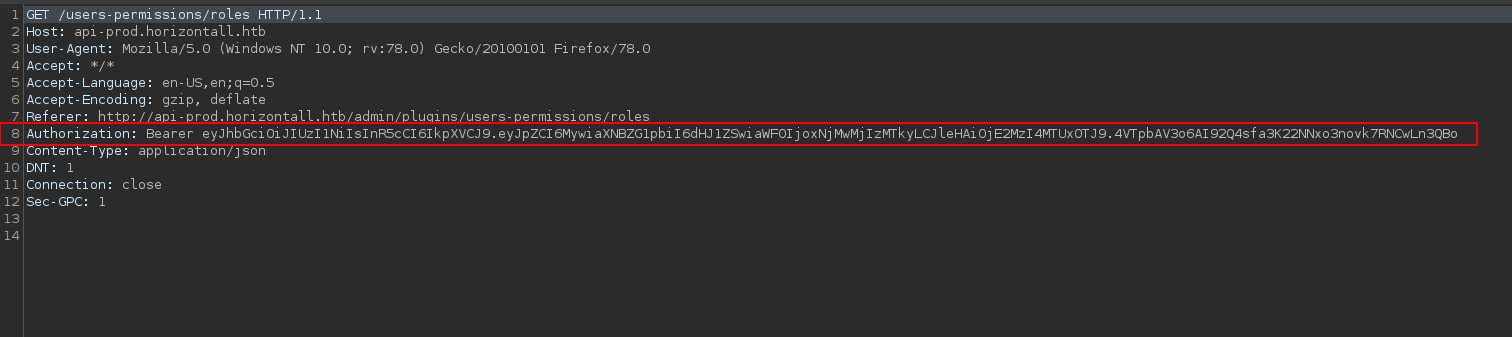 1 GET /users-permissions/roles HTTP/1.1
2 Host: api-prod.horizontall.htb
3 User-Agent: Mozilla/5.0 (Windows NT 10.0; rv:78.0) Gecko/20100101 Firefox/78.0
4 Accept: */*
5 Accept-Language: en-US,en;q=0.5
6 Accept-Encoding: gzip, deflate
7 Referer: http://api-prod.horizontall.htb/admin/plugins/users-permissions/roles
8 Authorization: Bearer eyJhbGciOiJIUzI1NiIsInR5cCI6IkpXVCJ9.eyJpZCI6MywiaXNBZG1pbiI6dHJ1ZSwiaWF0IjoxNjMwMjIzMTkyLCJleHAiOjE2MzI4MTUxOTJ9.4VTpbAV3o6AI92Q4sfa3K22NNxo3novk7RNCwLn3QBo
9 Content-Type: application/json
10 DNT: 1
11 Connection: close
12 Sec-GPC: 1
13
14